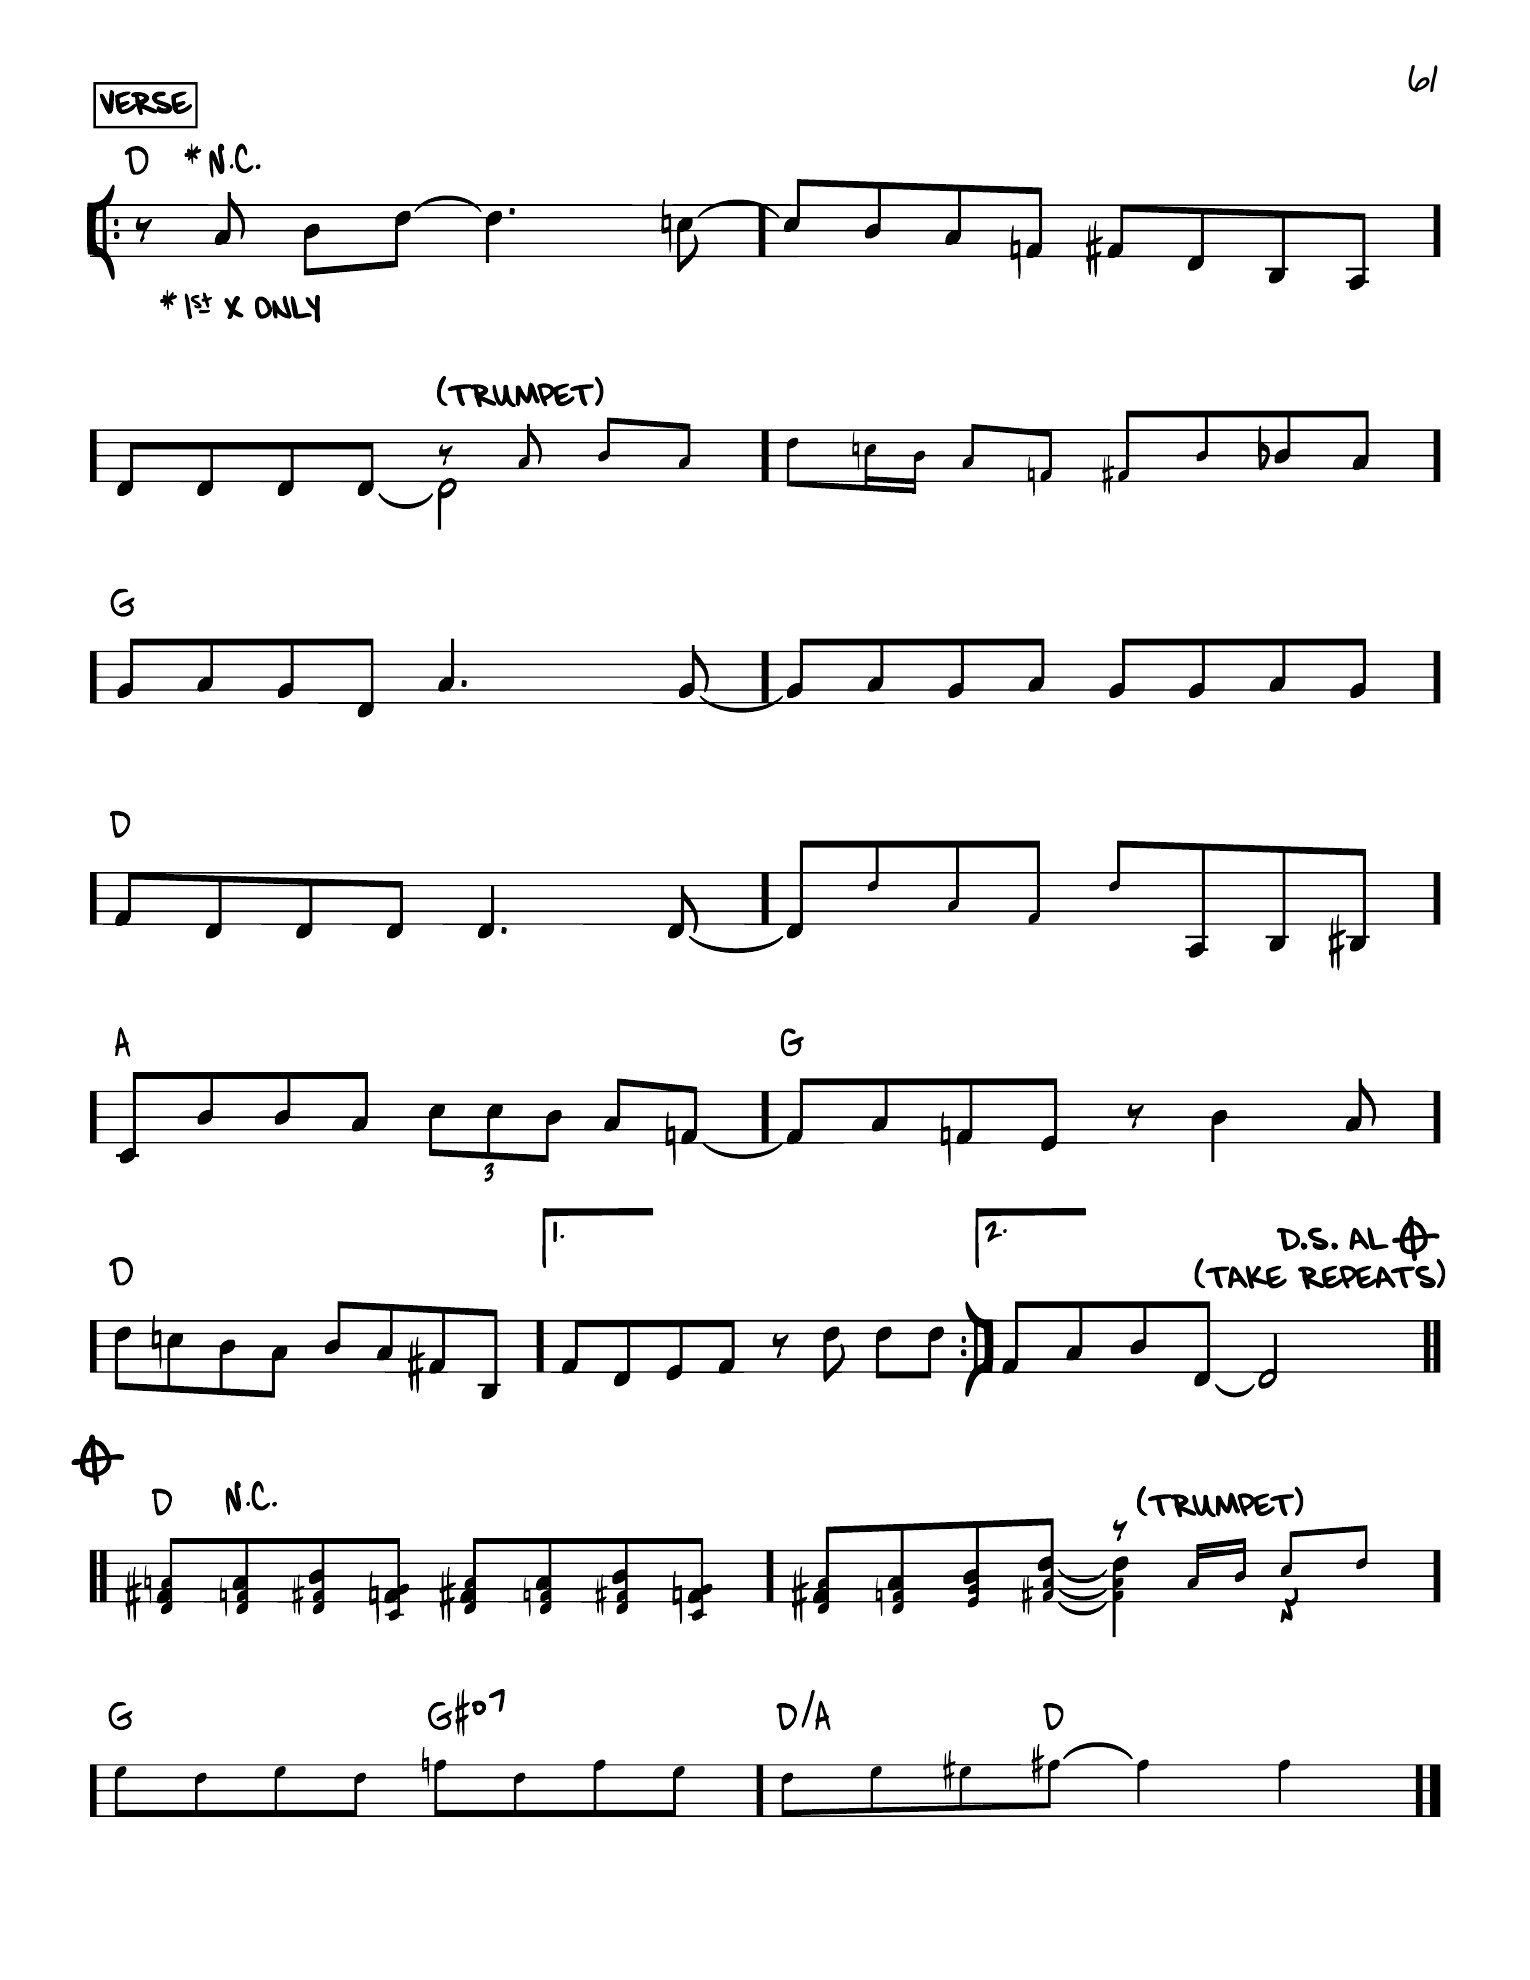 61
VERSE
D *N.C.
*1st X ONLY
(TRUMPET)
G
D
A G
3
1. 2. D.S. AL
D (TAKE REPEATS)
D N.C. (TRUMPET)
G G#o7 D/A D